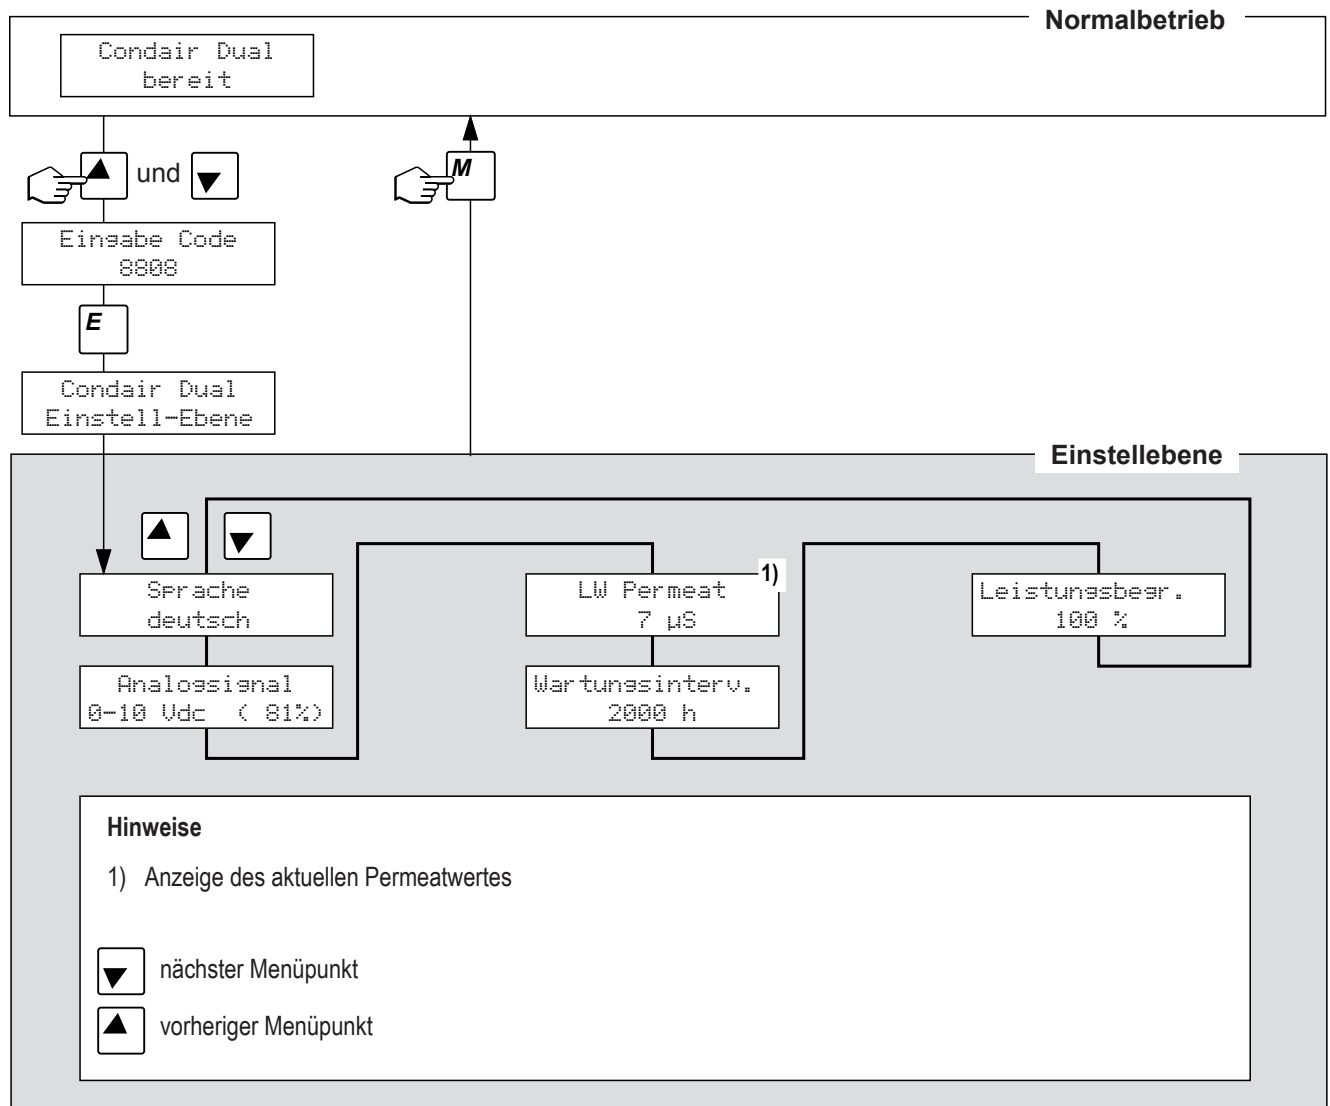 Normalbetrieb
Condair Dual
bereit
und
M
Eingabe Code
8808
E
Condair Dual
Einstell-Ebene
Einstellebene
Sprache
deutsch
LW Permeat 1)
7 µS
Leistungsbegr.
100 %
Analogsignal
0-10 Vdc ( 81%)
Wartungsinterv.
2000 h
Hinweise
1) Anzeige des aktuellen Permeatwertes
nächster Menüpunkt
vorheriger Menüpunkt